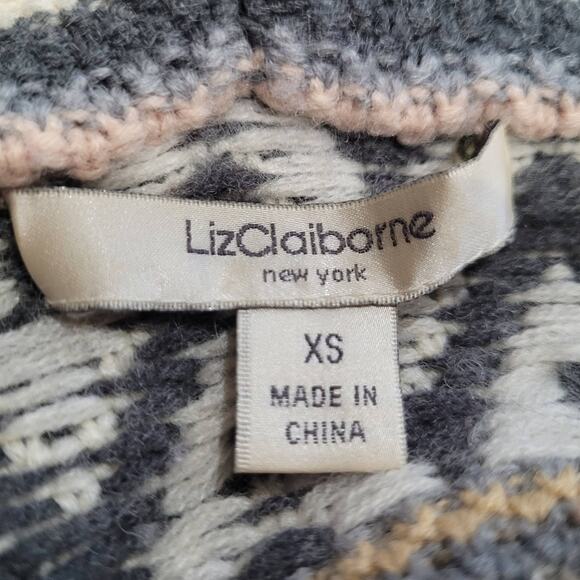 LizClaiborne
new york
XS
MADE IN
CHINA